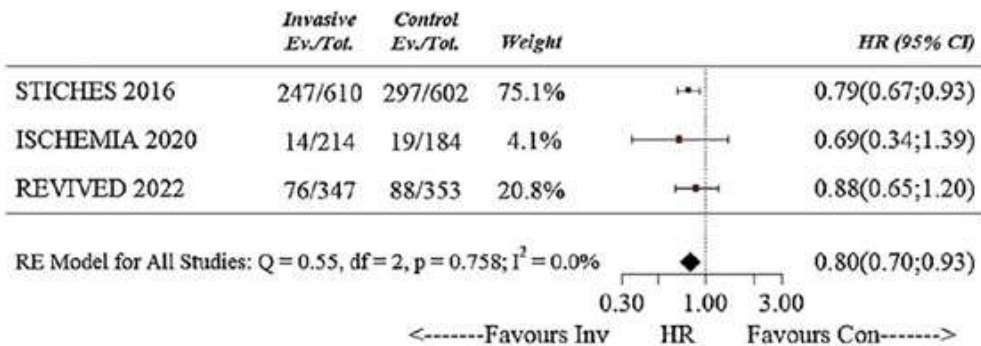 Invasive Control
Ev./Tot. Ev./Tot. Weight HR (95% CI)
STICHES 2016 247/610 297/602 75.1% 0.79(0.67;0.93)
ISCHEMIA 2020 14/214 19/184 4.1% 0.69(0.34;1.39)
REVIVED 2022 76/347 88/353 20.8% 0.88(0.65;1.20)
RE Model for All Studies: Q = 0.55, df = 2, p = 0.758; I² = 0.0% 0.80(0.70;0.93)
0.30 1.00 3.00
<-------Favours Inv HR Favours Con------->